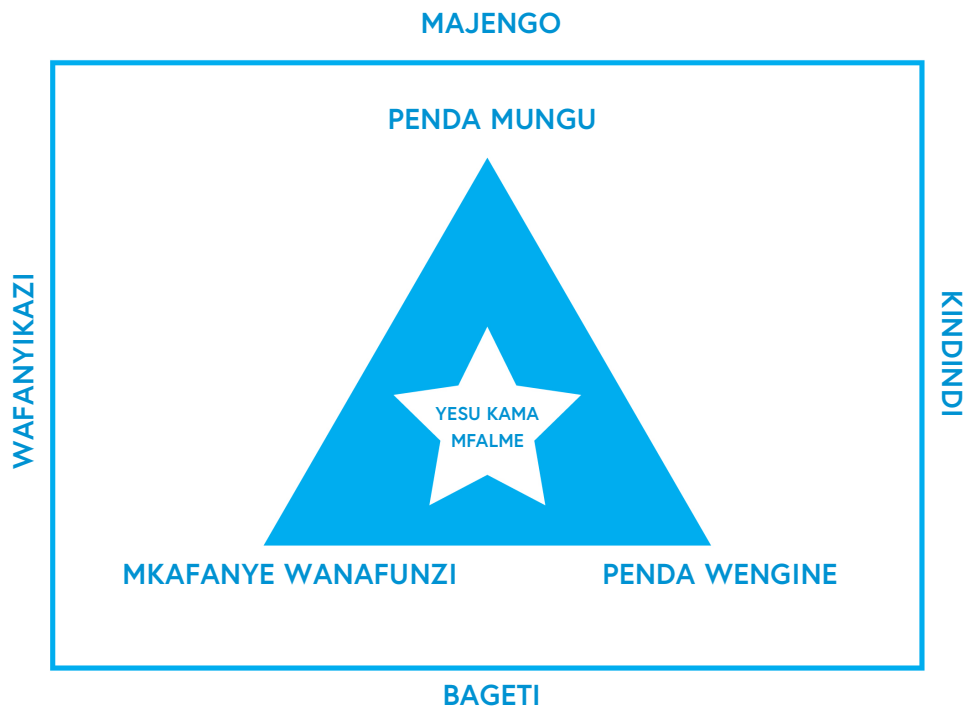 MAJENGO
PENDA MUNGU
WAFANYIKAZI
KINDINDI
YESU KAMA
MFALME
MKAFANYE WANAFUNZI
PENDA WENGINE
BAGETI